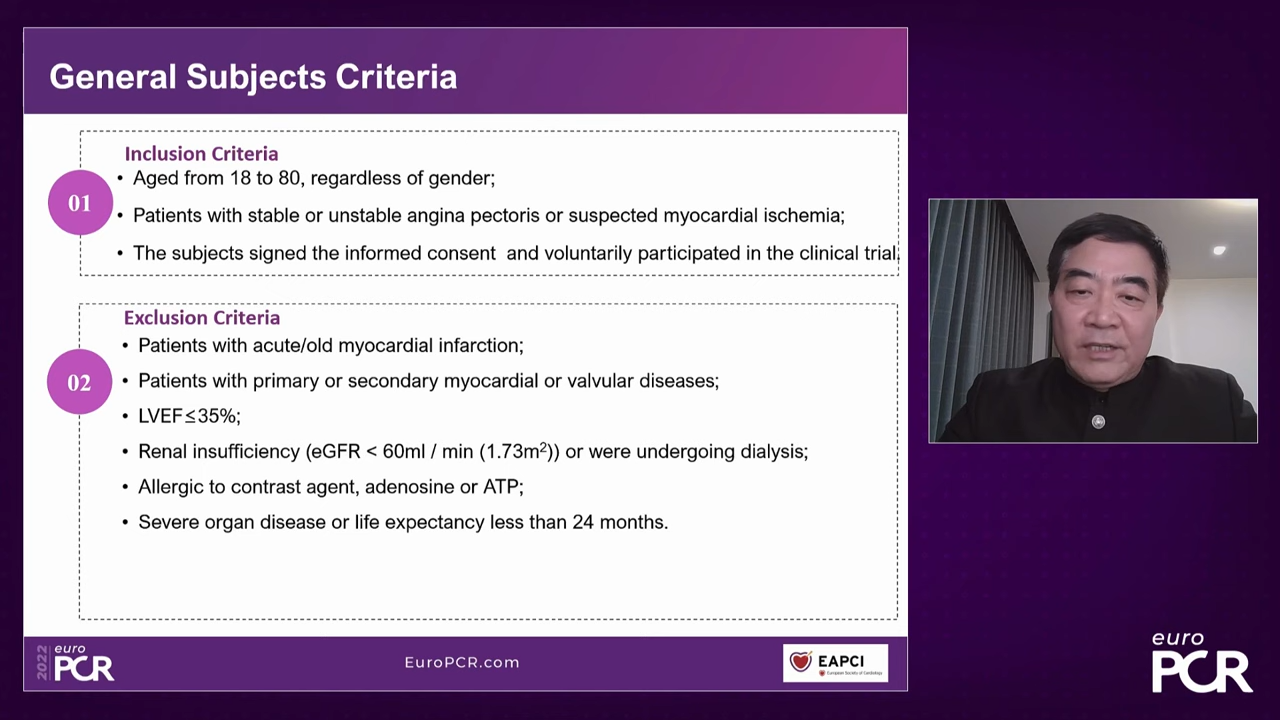 General Subjects Criteria
01
Inclusion Criteria
• Aged from 18 to 80, regardless of gender;
• Patients with stable or unstable angina pectoris or suspected myocardial ischemia;
• The subjects signed the informed consent and voluntarily participated in the clinical trial.
02
Exclusion Criteria
• Patients with acute/old myocardial infarction;
• Patients with primary or secondary myocardial or valvular diseases;
• LVEF≤35%;
• Renal insufficiency (eGFR < 60ml / min (1.73m²)) or were undergoing dialysis;
• Allergic to contrast agent, adenosine or ATP;
• Severe organ disease or life expectancy less than 24 months.
2022
euro
PCR
EuroPCR.com
EAPCI
European Society of Cardiology
euro
PCR